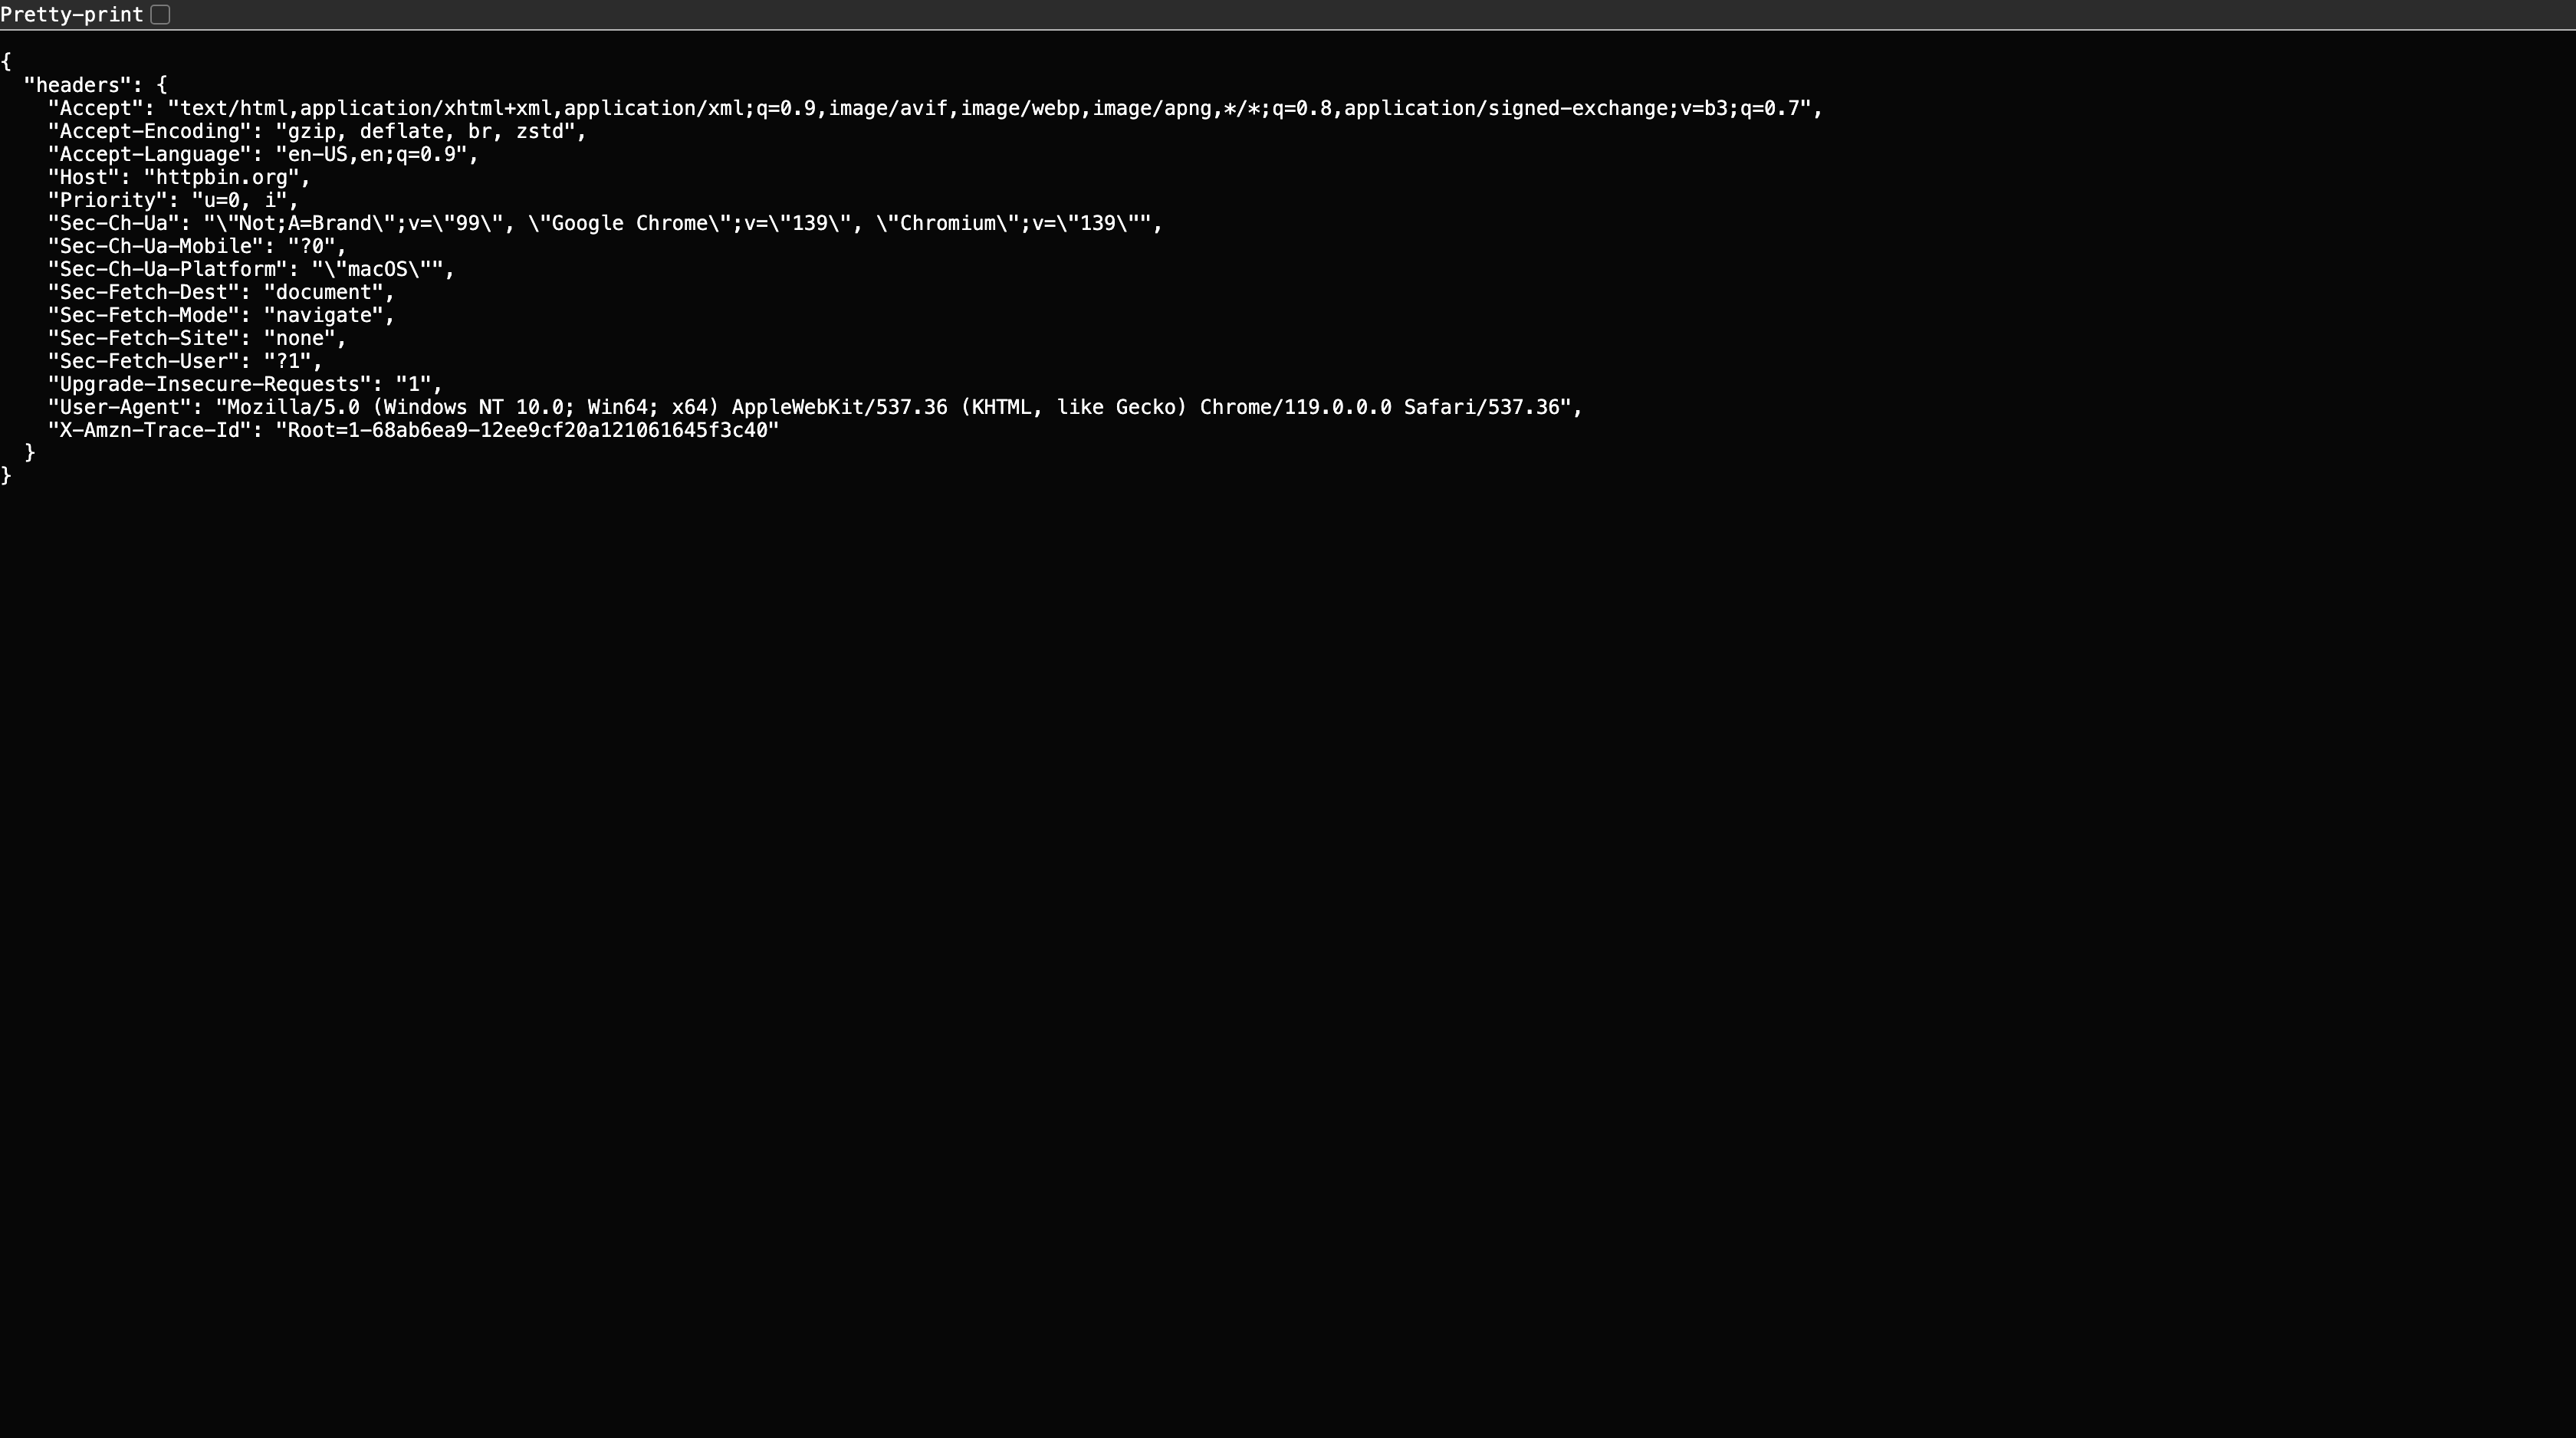 Pretty-print
{
  "headers": {
    "Accept": "text/html,application/xhtml+xml,application/xml;q=0.9,image/avif,image/webp,image/apng,*/*;q=0.8,application/signed-exchange;v=b3;q=0.7",
    "Accept-Encoding": "gzip, deflate, br, zstd",
    "Accept-Language": "en-US,en;q=0.9",
    "Host": "httpbin.org",
    "Priority": "u=0, i",
    "Sec-Ch-Ua": "\"Not;A=Brand\";v=\"99\", \"Google Chrome\";v=\"139\", \"Chromium\";v=\"139\"",
    "Sec-Ch-Ua-Mobile": "?0",
    "Sec-Ch-Ua-Platform": "\"macOS\"",
    "Sec-Fetch-Dest": "document",
    "Sec-Fetch-Mode": "navigate",
    "Sec-Fetch-Site": "none",
    "Sec-Fetch-User": "?1",
    "Upgrade-Insecure-Requests": "1",
    "User-Agent": "Mozilla/5.0 (Windows NT 10.0; Win64; x64) AppleWebKit/537.36 (KHTML, like Gecko) Chrome/119.0.0.0 Safari/537.36",
    "X-Amzn-Trace-Id": "Root=1-68ab6ea9-12ee9cf20a121061645f3c40"
  }
}